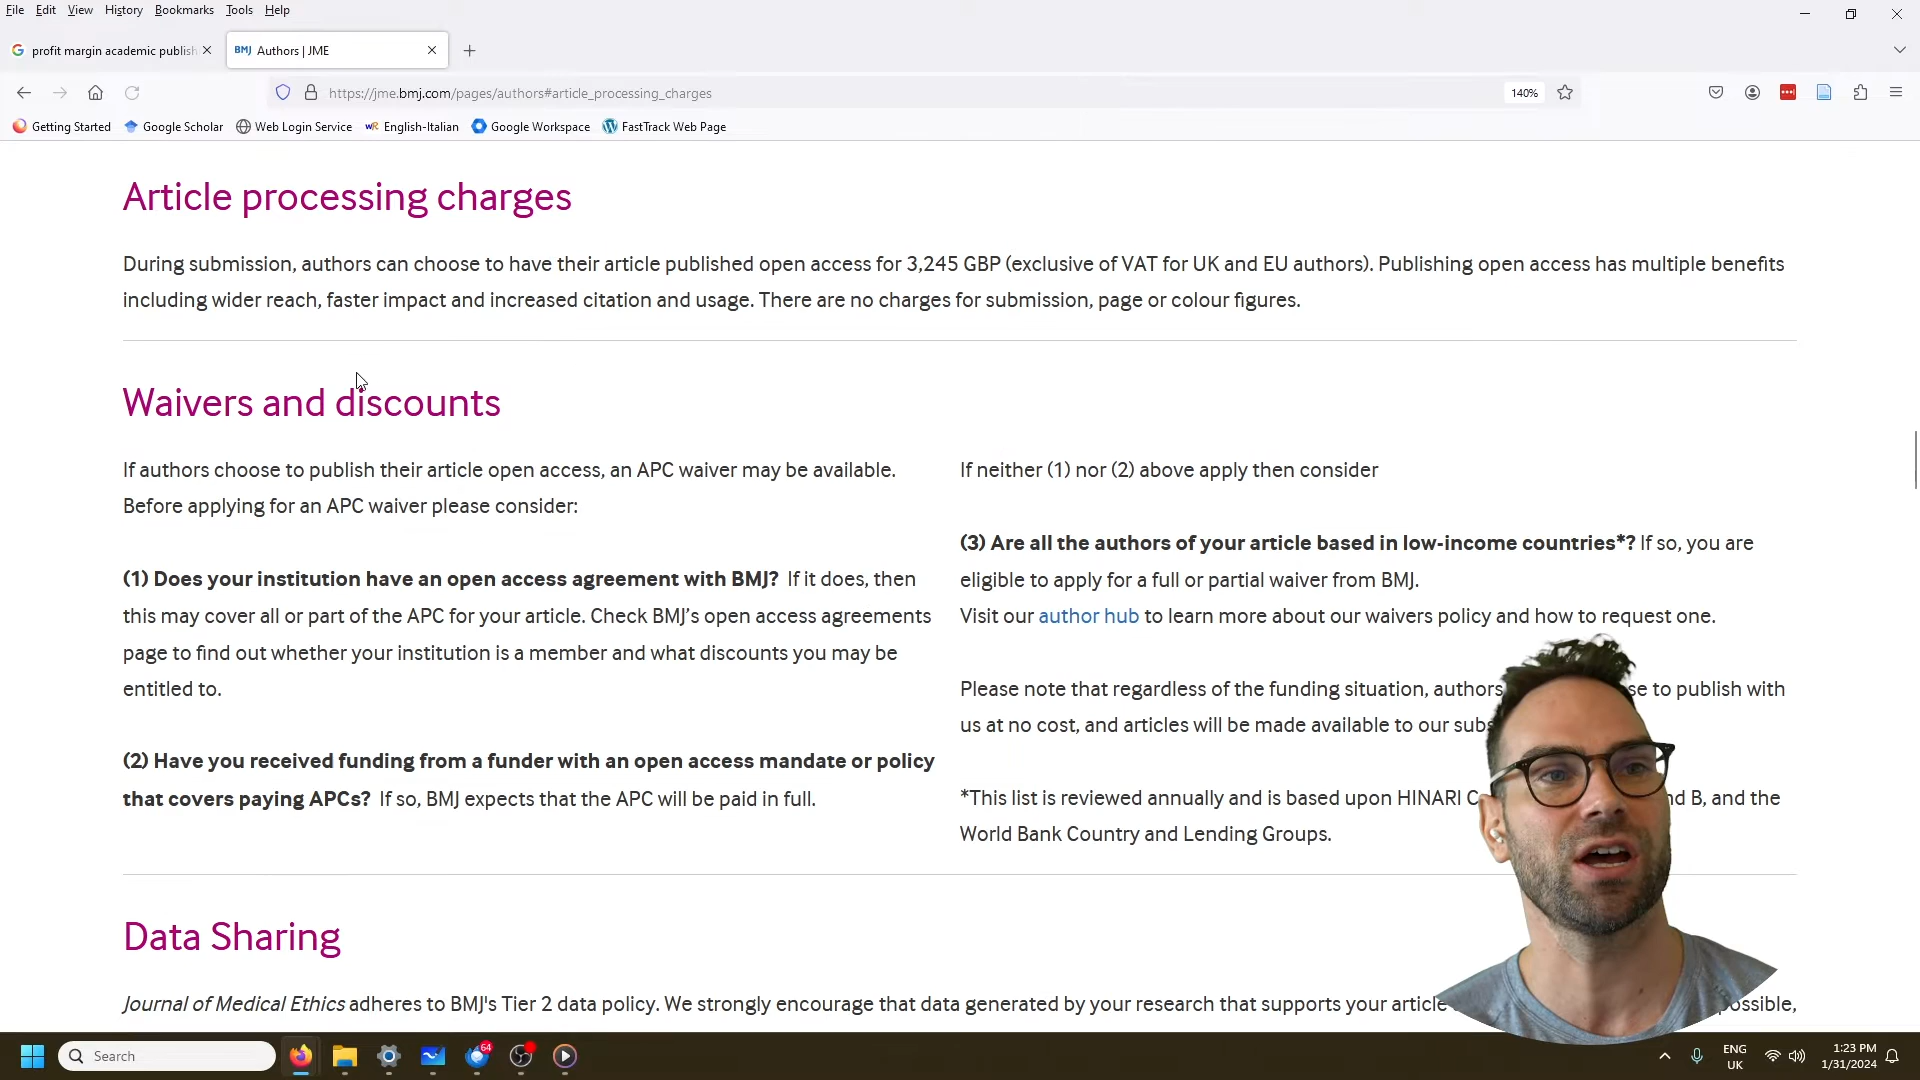 File Edit View History Bookmarks Tools Help
profit margin academic publish
BMJ Authors | JME
https://jme.bmj.com/pages/authors#article_processing_charges
140%
Getting Started Google Scholar Web Login Service English-Italian Google Workspace FastTrack Web Page
Article processing charges
During submission, authors can choose to have their article published open access for 3,245 GBP (exclusive of VAT for UK and EU authors). Publishing open access has multiple benefits
including wider reach, faster impact and increased citation and usage. There are no charges for submission, page or colour figures.
Waivers and discounts
If authors choose to publish their article open access, an APC waiver may be available.
Before applying for an APC waiver please consider:
(1) Does your institution have an open access agreement with BMJ? If it does, then
this may cover all or part of the APC for your article. Check BMJ’s open access agreements
page to find out whether your institution is a member and what discounts you may be
entitled to.
(2) Have you received funding from a funder with an open access mandate or policy
that covers paying APCs? If so, BMJ expects that the APC will be paid in full.
If neither (1) nor (2) above apply then consider
(3) Are all the authors of your article based in low-income countries*? If so, you are
eligible to apply for a full or partial waiver from BMJ.
Visit our author hub to learn more about our waivers policy and how to request one.
Please note that regardless of the funding situation, authors to publish with
us at no cost, and articles will be made available to our
*This list is reviewed annually and is based upon HINARI B, and the
World Bank Country and Lending Groups.
Data Sharing
Journal of Medical Ethics adheres to BMJ's Tier 2 data policy. We strongly encourage that data generated by your research that supports your article
Search
64
ENG
UK
1:23 PM
1/31/2024